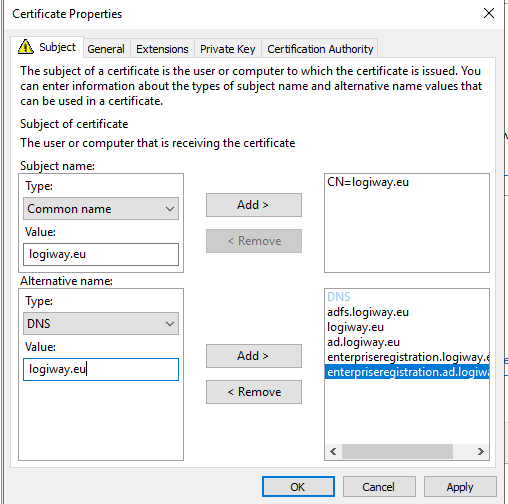 Certificate Properties
Subject General Extensions Private Key Certification Authority
The subject of a certificate is the user or computer to which the certificate is issued. You
can enter information about the types of subject name and alternative name values that
can be used in a certificate.
Subject of certificate
The user or computer that is receiving the certificate
Subject name:
Type:
Common name
Value:
logiway.eu
Add >
< Remove
CN=logiway.eu
Alternative name:
Type:
DNS
Value:
logiway.eu
Add >
< Remove
DNS
adfs.logiway.eu
logiway.eu
ad.logiway.eu
enterpriseregistration.logiway.e
enterpriseregistration.ad.logiwa
OK Cancel Apply